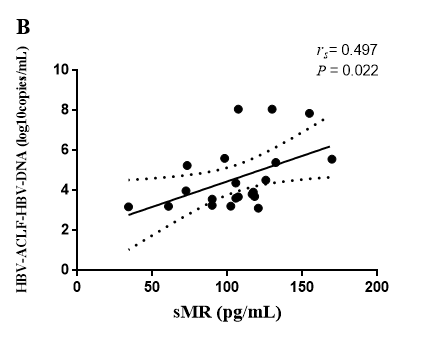 B
rs= 0.497
P = 0.022
HBV-ACLF-HBV-DNA (log10copies/mL)
10
8
6
4
2
0
0 50 100 150 200
sMR (pg/mL)